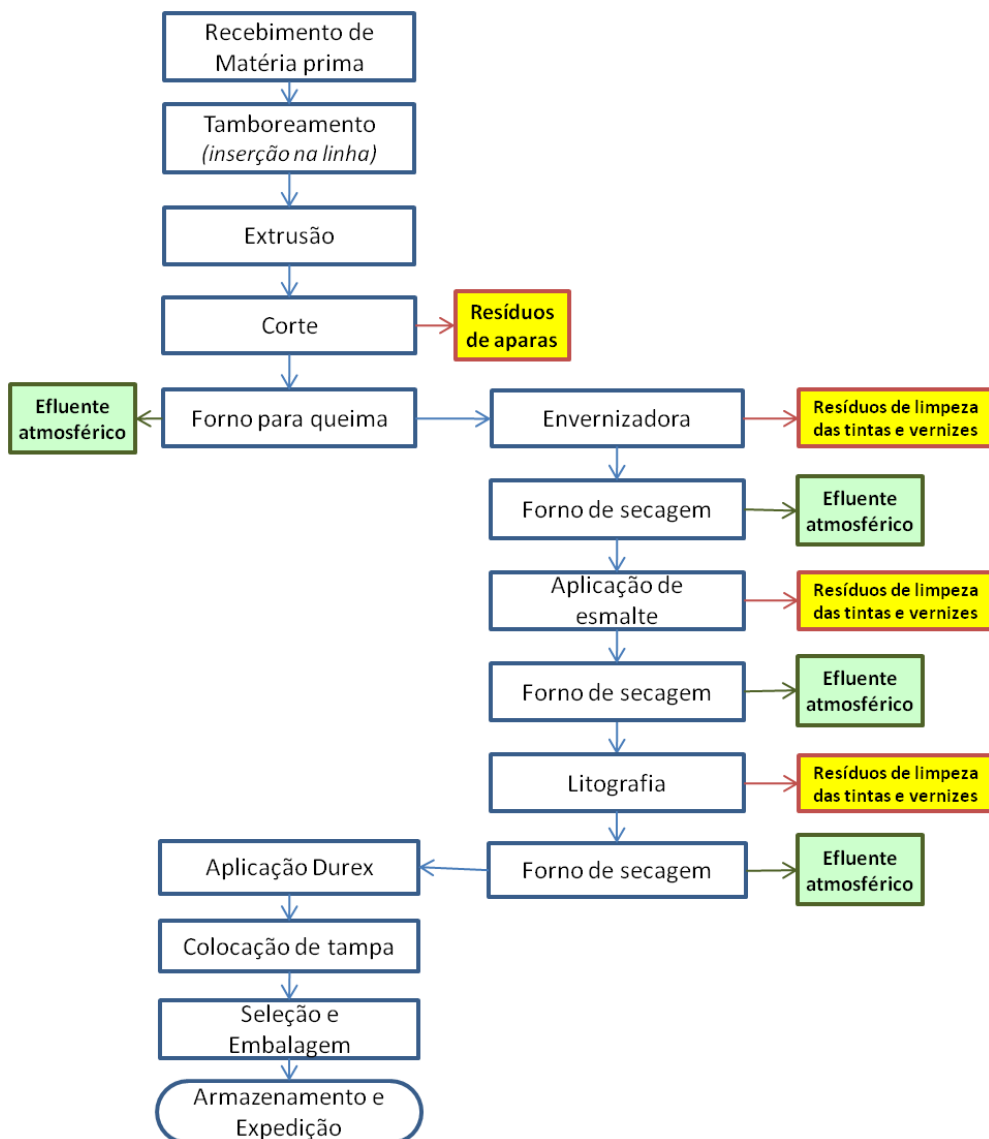 Recebimento de
Matéria prima
Tamboreamento
(inserção na linha)
Extrusão
Corte
Resíduos
de aparas
Efluente
atmosférico
Forno para queima
Envernizadora
Resíduos de limpeza
das tintas e vernizes
Forno de secagem
Efluente
atmosférico
Aplicação de
esmalte
Resíduos de limpeza
das tintas e vernizes
Forno de secagem
Efluente
atmosférico
Litografia
Resíduos de limpeza
das tintas e vernizes
Forno de secagem
Efluente
atmosférico
Aplicação Durex
Colocação de tampa
Seleção e
Embalagem
Armazenamento e
Expedição